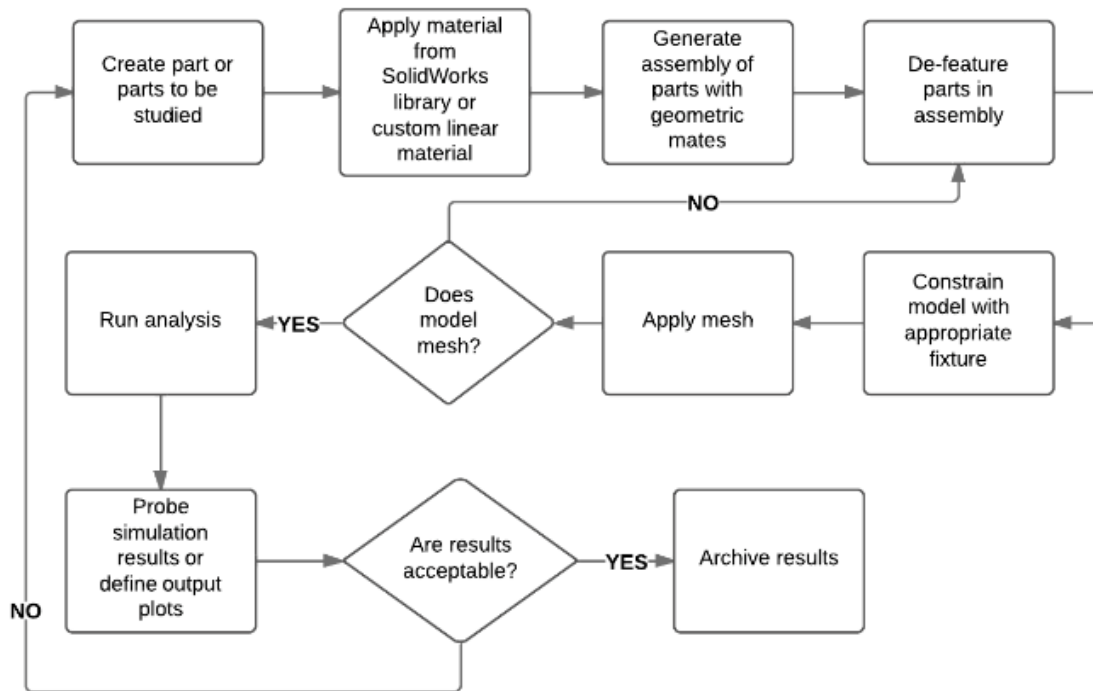 Create part or
parts to be
studied
Apply material
from
SolidWorks
library or
custom linear
material
Generate
assembly of
parts with
geometric
mates
De-feature
parts in
assembly
NO
Run analysis
YES
Does
model
mesh?
Apply mesh
Constrain
model with
appropriate
fixture
Probe
simulation
results or
define output
plots
Are results
acceptable?
YES
Archive results
NO